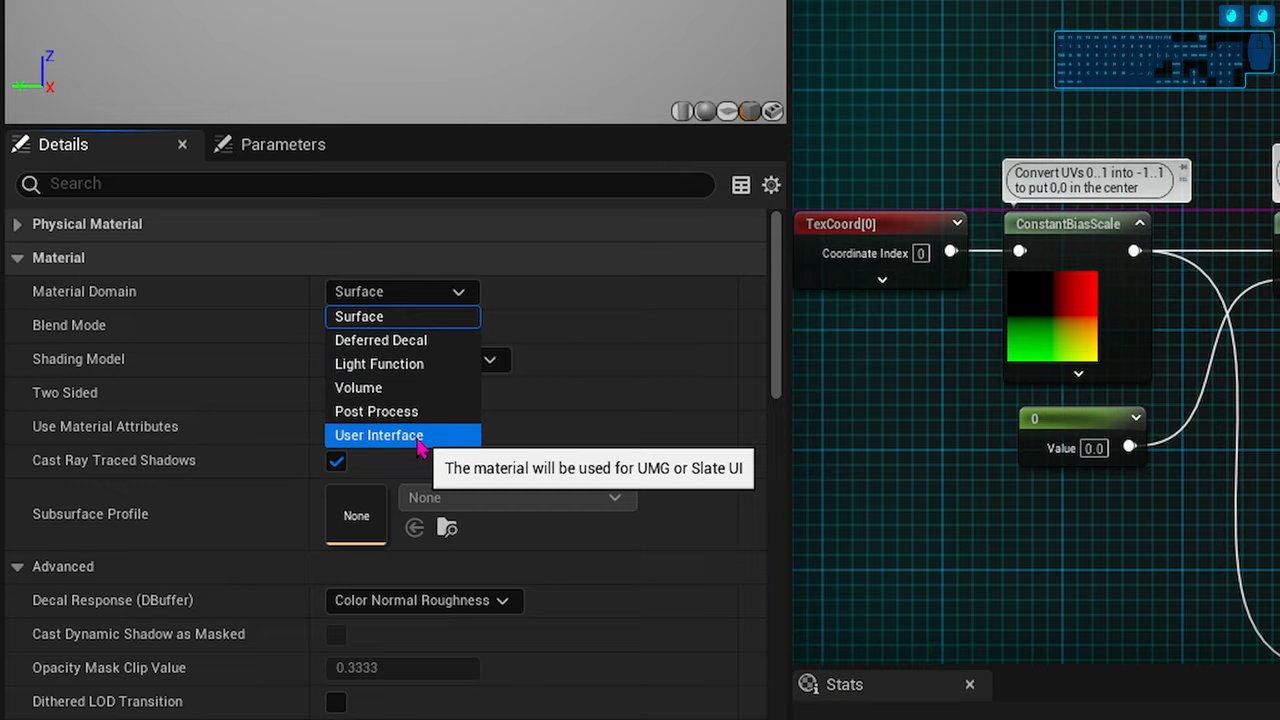 Z
Y
X
Details
Parameters
Search
Physical Material
Material
Material Domain
Surface
Surface
Blend Mode
Deferred Decal
Shading Model
Light Function
Volume
Two Sided
Post Process
Use Material Attributes
User Interface
Cast Ray Traced Shadows
The material will be used for UMG or Slate UI
Subsurface Profile
None
None
Advanced
Decal Response (DBuffer)
Color Normal Roughness
Cast Dynamic Shadow as Masked
Opacity Mask Clip Value
0.3333
Dithered LOD Transition
Convert UVs 0..1 into -1..1
to put 0,0 in the center
TexCoord[0]
Coordinate Index 0
ConstantBiasScale
0
Value 0.0
Stats